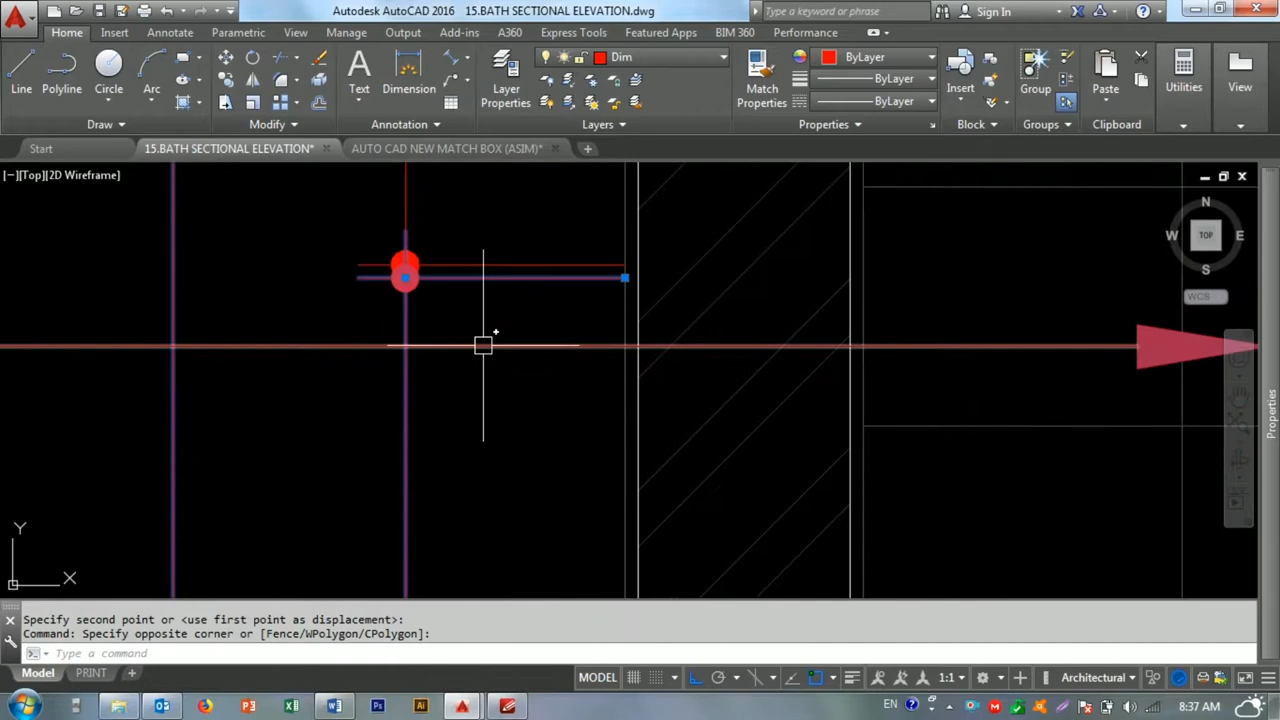 Autodesk AutoCAD 2016 15.BATH SECTIONAL ELEVATION.dwg
Type a keyword or phrase
Sign In
Home Insert Annotate Parametric View Manage Output Add-ins A360 Express Tools Featured Apps BIM 360 Performance
Dim
ByLayer
ByLayer
ByLayer
Line Polyline Circle Arc Text Dimension Layer Properties Match Properties Insert Group Paste Utilities View
Draw Modify Annotation Layers Properties Block Groups Clipboard
Start 15.BATH SECTIONAL ELEVATION* AUTO CAD NEW MATCH BOX (ASIM)*
[−][Top][2D Wireframe]
N
W TOP E
S
WCS
Properties
Y
X
Specify second point or <use first point as displacement>:
Command: Specify opposite corner or [Fence/WPolygon/CPolygon]:
Type a command
Model PRINT
MODEL 1:1 Architectural
EN 8:37 AM